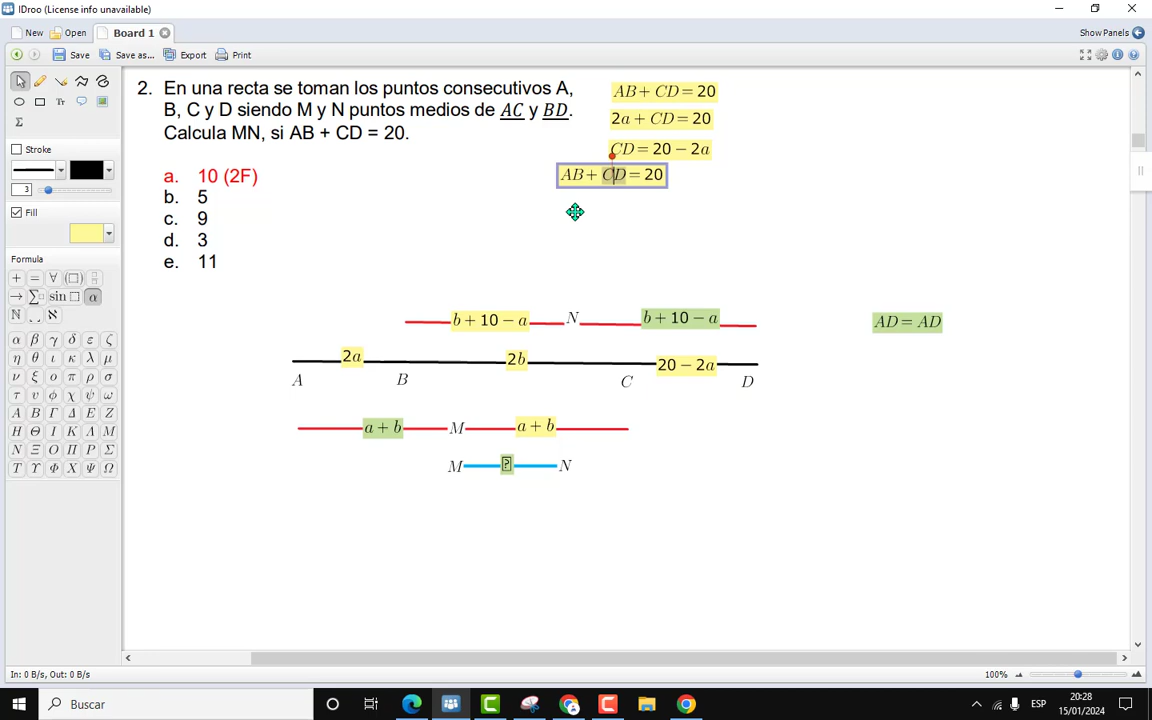 IDroo (License info unavailable)
New Open Board 1 Show Panels
Save Save as... Export Print
Stroke
3
Fill
Formula
+ = ∀ (□)
→ ∑ sin □ α
ℕ ℵ
α β γ δ ε ζ
η θ ι κ λ μ
ν ξ ο π ρ σ
τ υ φ χ ψ ω
Α Β Γ Δ Ε Ζ
Η Θ Ι Κ Λ Μ
Ν Ξ Ο Π Ρ Σ
Τ Υ Φ Χ Ψ Ω
2. En una recta se toman los puntos consecutivos A,
B, C y D siendo M y N puntos medios de AC y BD.
Calcula MN, si AB + CD = 20.
a. 10 (2F)
b. 5
c. 9
d. 3
e. 11
AB + CD = 20
2a + CD = 20
CD = 20 − 2a
AB + CD = 20
b + 10 − a N b + 10 − a
AD = AD
2a 2b 20 − 2a
A B C D
a + b M a + b
M ? N
In: 0 B/s, Out: 0 B/s 100%
Buscar
ESP
20:28
15/01/2024